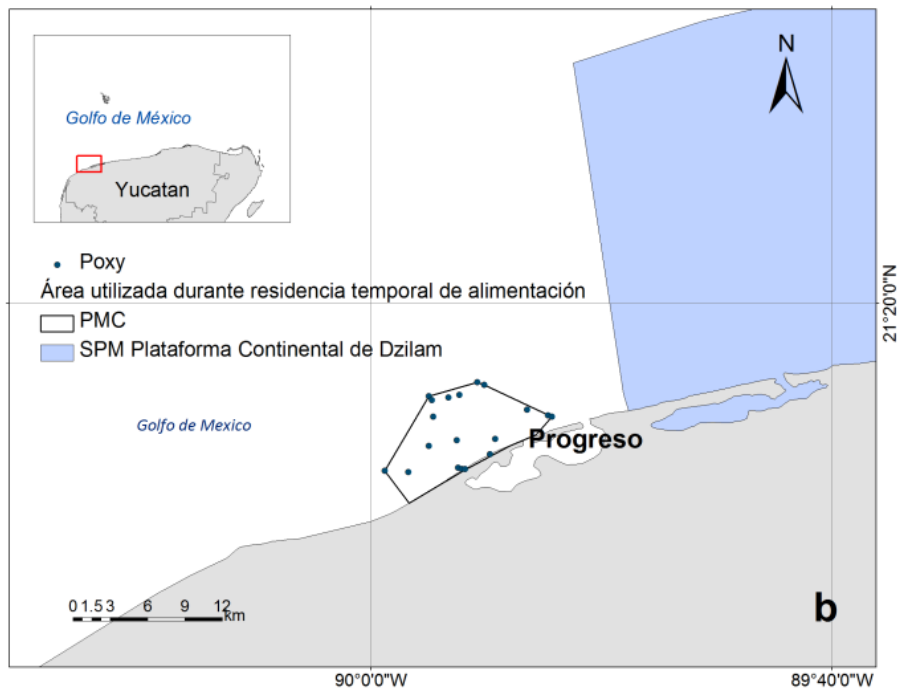 N
Golfo de México
Yucatan
Poxy
Área utilizada durante residencia temporal de alimentación
PMC
SPM Plataforma Continental de Dzilam
21°20'0"N
Golfo de Mexico
Progreso
0 1.5 3 6 9 12
km
b
90°0'0"W
89°40'0"W